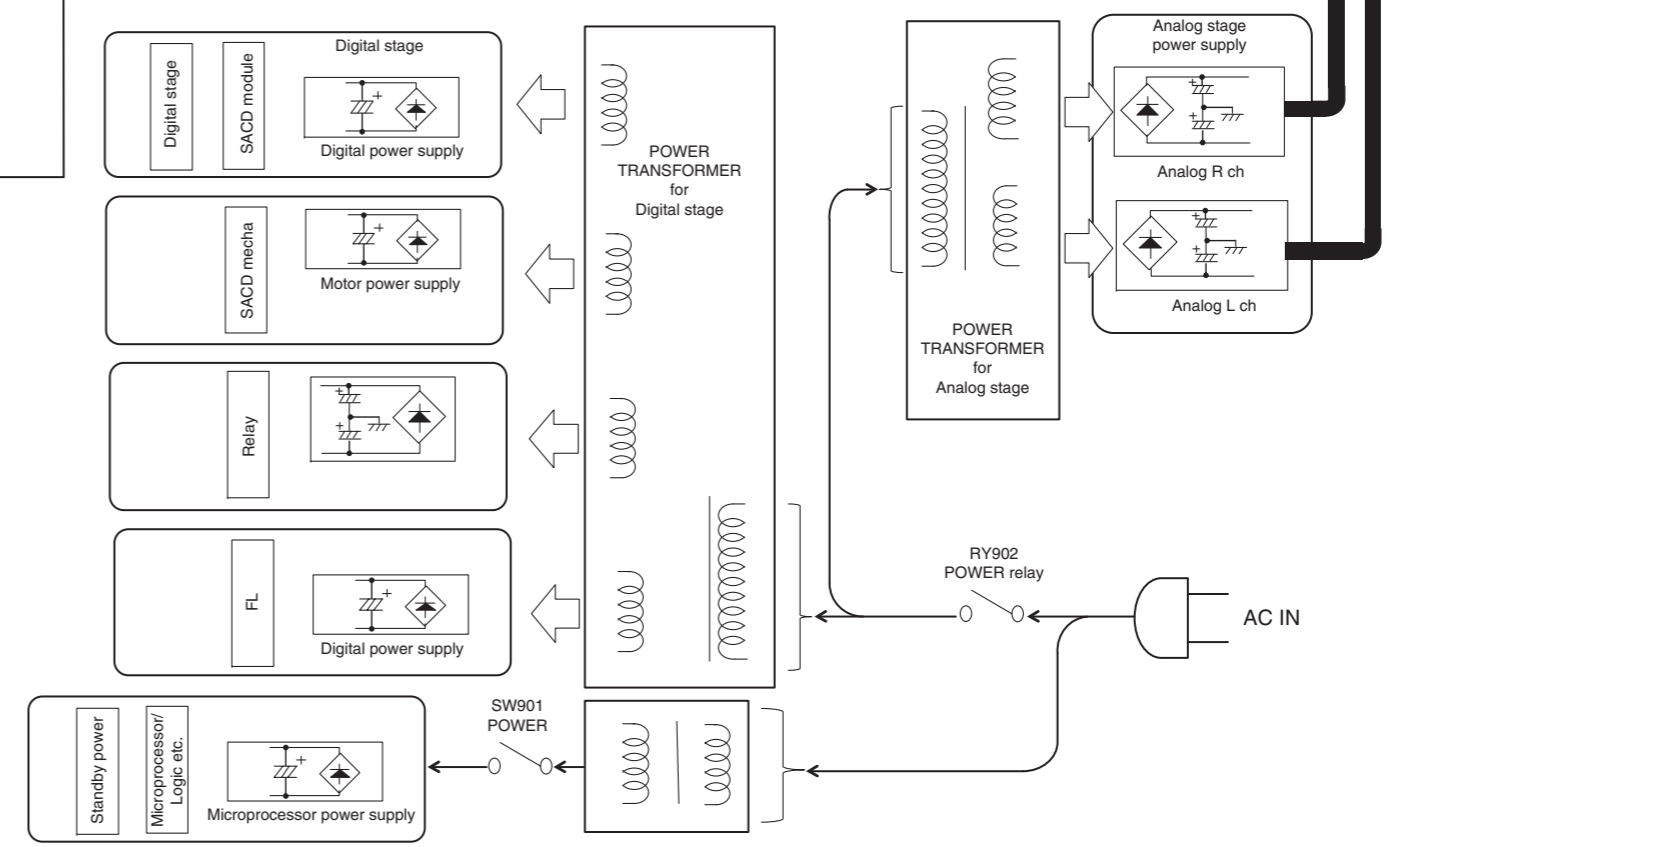 Digital stage
SACD module
Digital stage
Digital power supply
SACD mecha
Motor power supply
Relay
FL
Digital power supply
Standby power
Microprocessor/
Logic etc.
Microprocessor power supply
SW901
POWER
POWER
TRANSFORMER
for
Digital stage
POWER
TRANSFORMER
for
Analog stage
Analog stage
power supply
Analog R ch
Analog L ch
RY902
POWER relay
AC IN
+
+
+
+
+
+
+
+
+
+